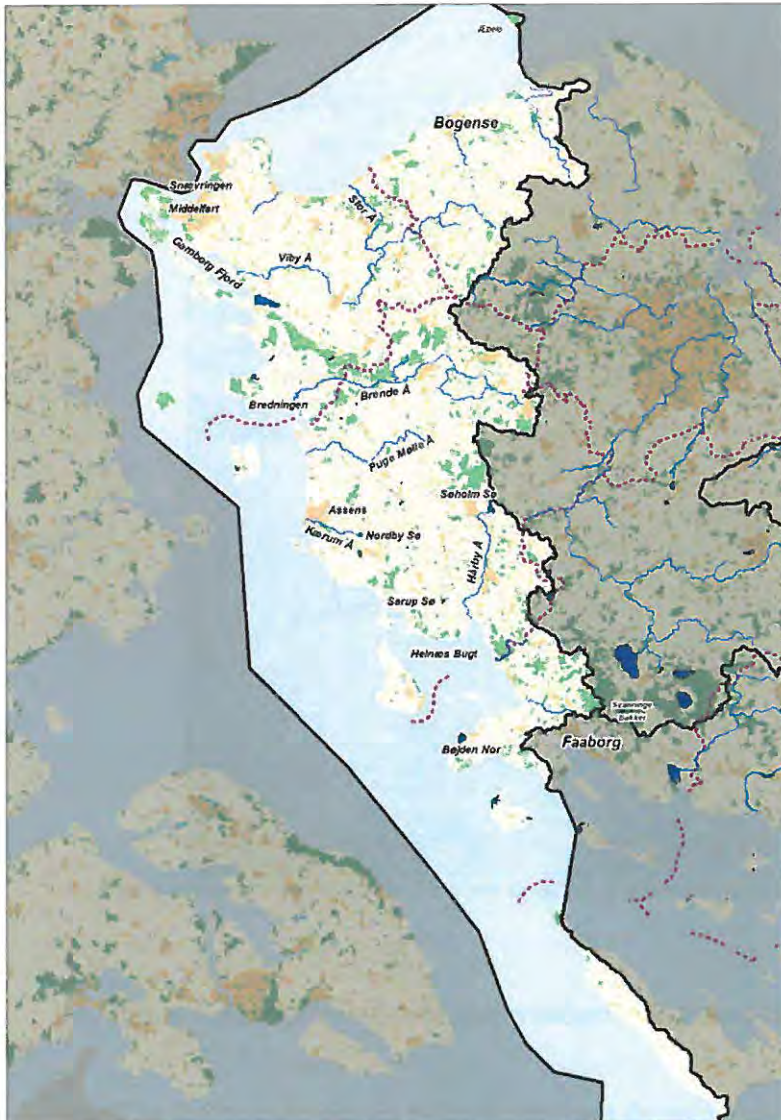 Æbelø
Bogense
Snævringen
Middelfart
Stor Å
Gamborg Fjord
Viby Å
Brende Å
Bredningen
Puge Mølle Å
Søholm Sø
Assens
Nordby Sø
Kærum Å
Hårby Å
Sarup Sø
Helnæs Bugt
Svanninge
Bakker
Faaborg
Bøjden Nor